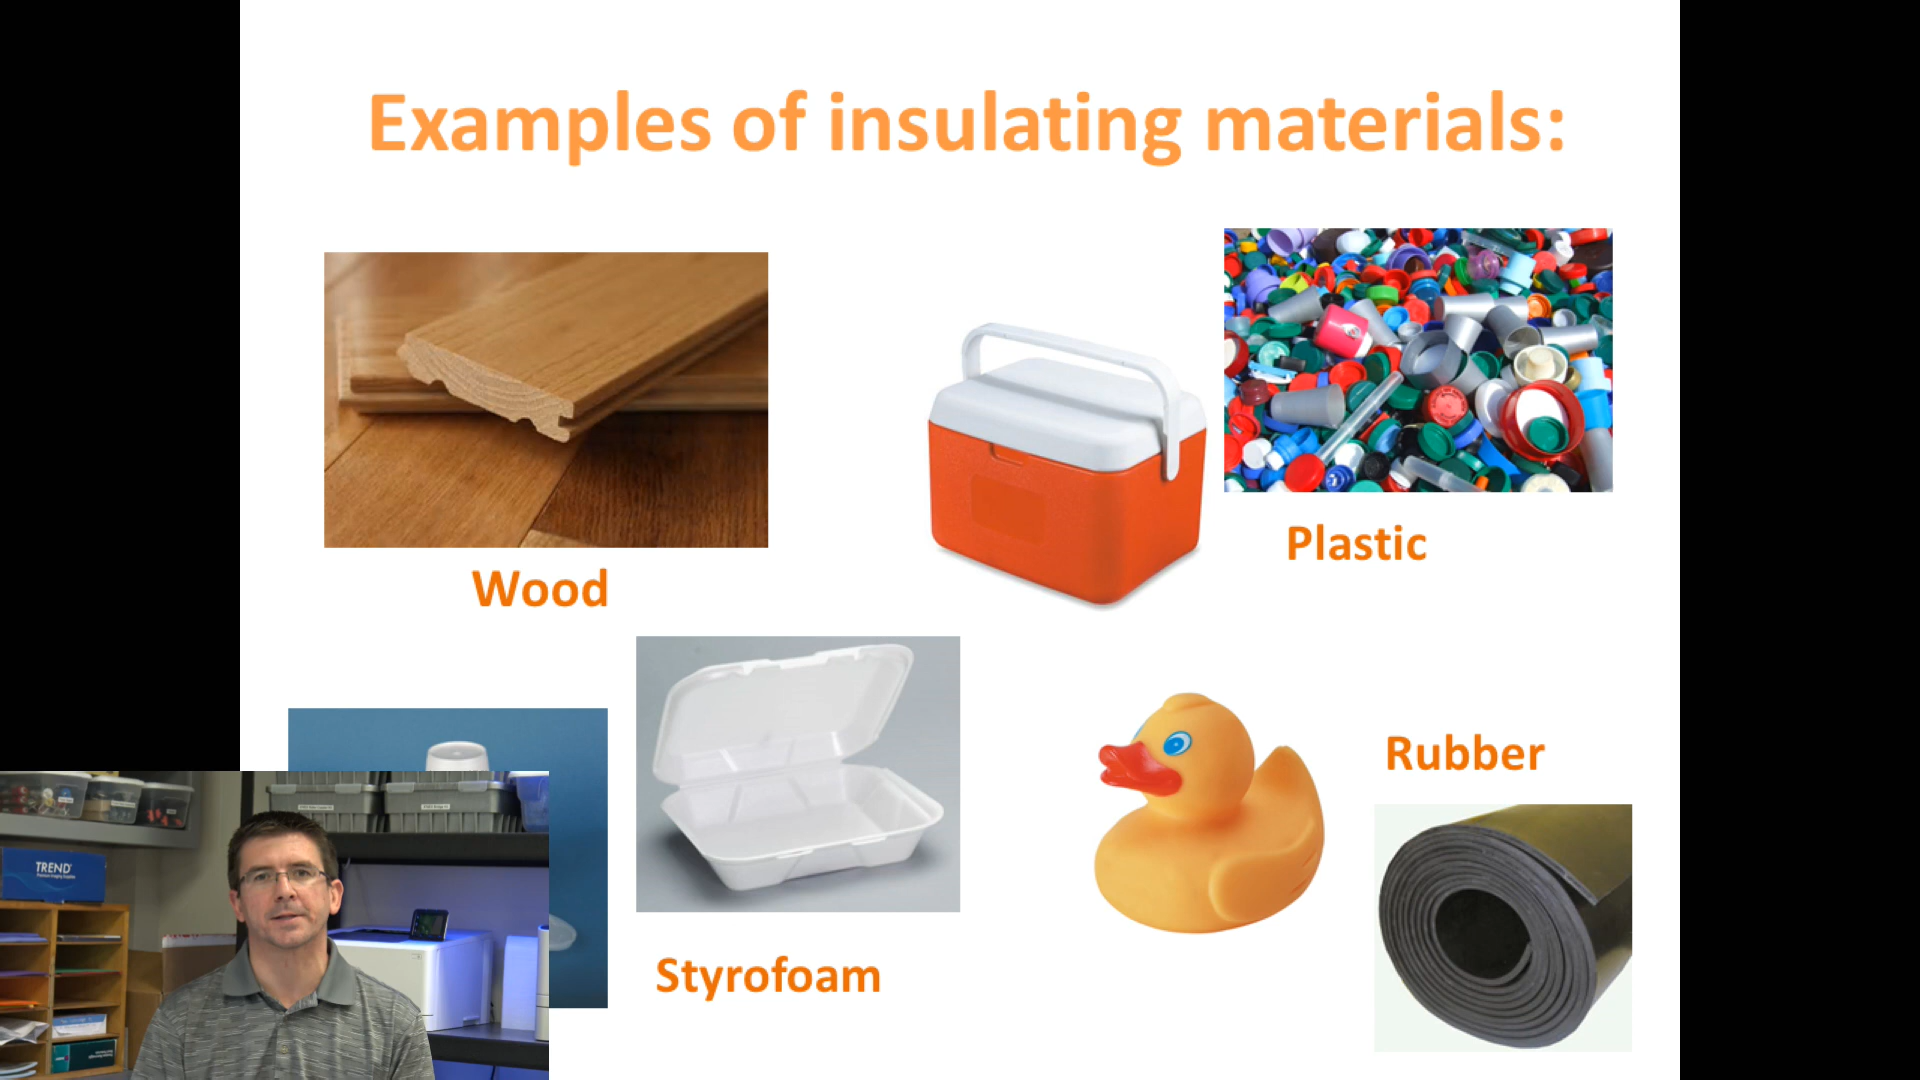 Examples of insulating materials:
Wood
Plastic
Styrofoam
Rubber
TREND